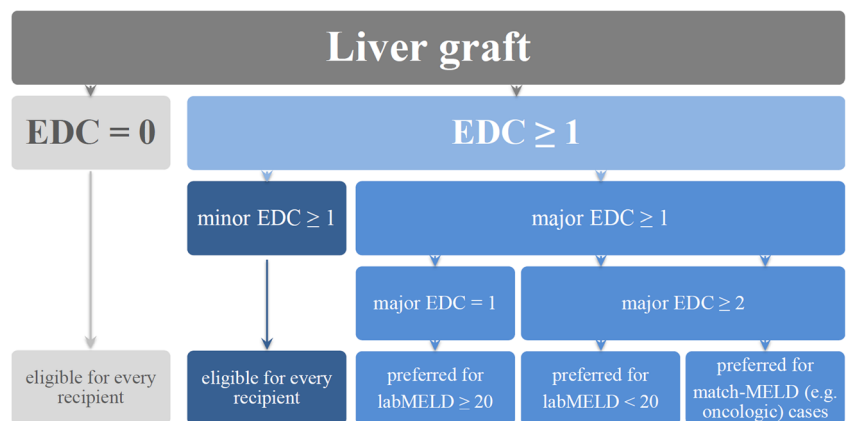 Liver graft
EDC = 0
EDC ≥ 1
minor EDC ≥ 1
major EDC ≥ 1
major EDC = 1
major EDC ≥ 2
eligible for every
recipient
eligible for every
recipient
preferred for
labMELD ≥ 20
preferred for
labMELD < 20
preferred for
match-MELD (e.g.
oncologic) cases